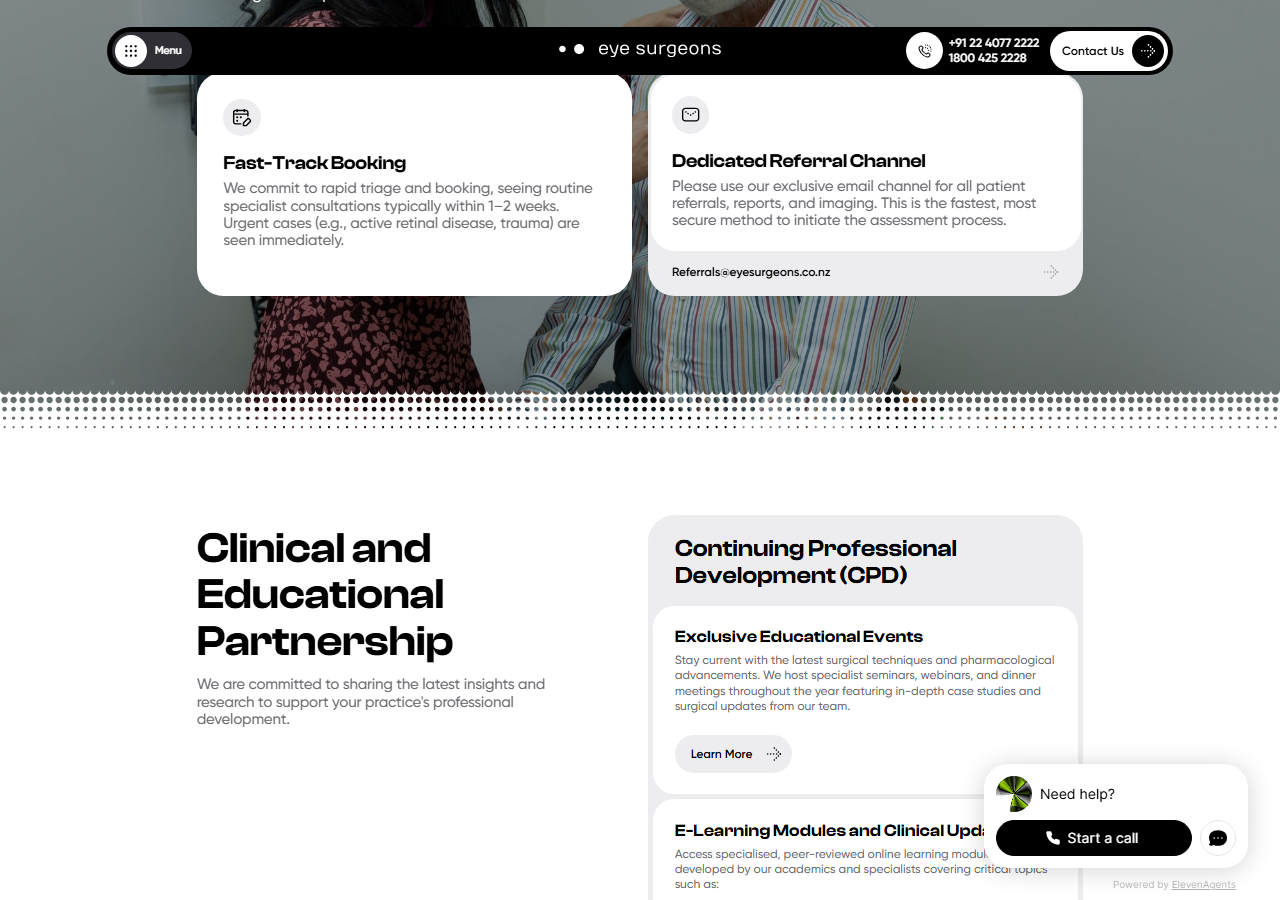 Menu
eye surgeons
+91 22 4077 2222
1800 425 2228
Contact Us
Fast-Track Booking
We commit to rapid triage and booking, seeing routine
specialist consultations typically within 1–2 weeks.
Urgent cases (e.g., active retinal disease, trauma) are
seen immediately.
Dedicated Referral Channel
Please use our exclusive email channel for all patient
referrals, reports, and imaging. This is the fastest, most
secure method to initiate the assessment process.
Referrals@eyesurgeons.co.nz
Clinical and
Educational
Partnership
We are committed to sharing the latest insights and
research to support your practice's professional
development.
Continuing Professional
Development (CPD)
Exclusive Educational Events
Stay current with the latest surgical techniques and pharmacological
advancements. We host specialist seminars, webinars, and dinner
meetings throughout the year featuring in-depth case studies and
surgical updates from our team.
Learn More
E-Learning Modules and Clinical
Access specialised, peer-reviewed online learning
developed by our academics and specialists covering critical topics
such as:
Need help?
Start a call
Powered by ElevenAgents